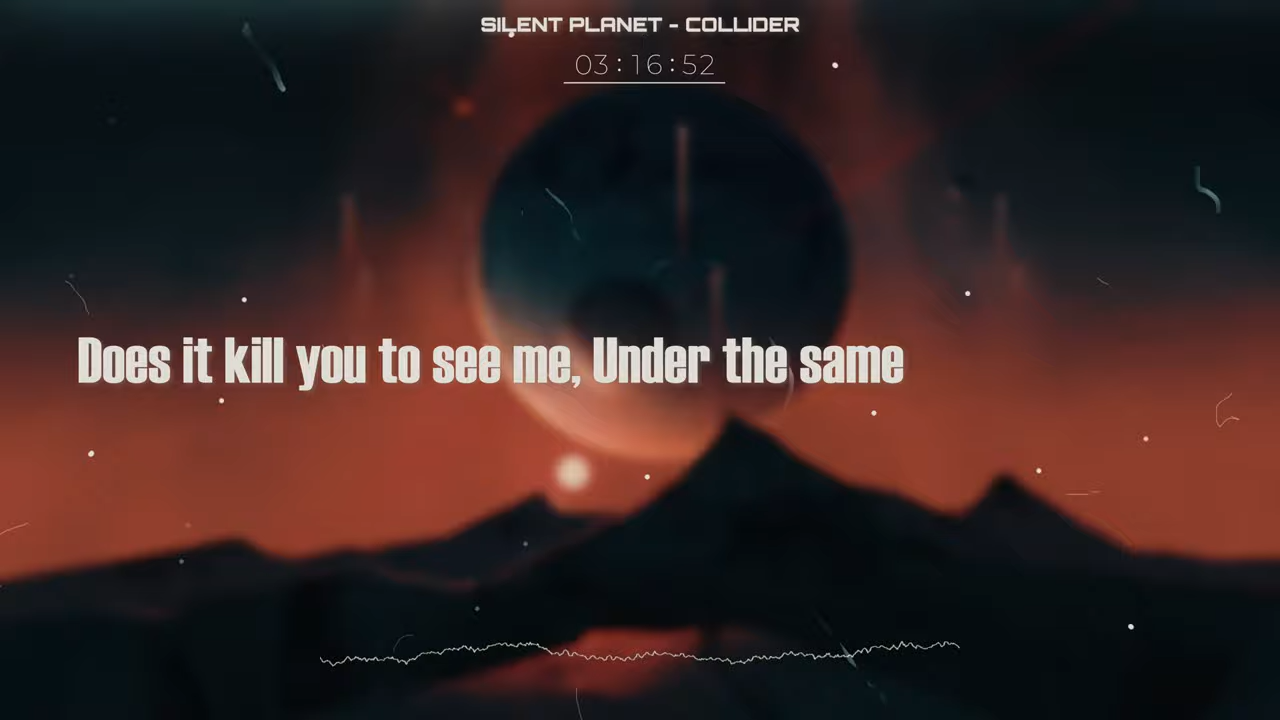 SILENT PLANET - COLLIDER
03:16:52
Does it kill you to see me, Under the same